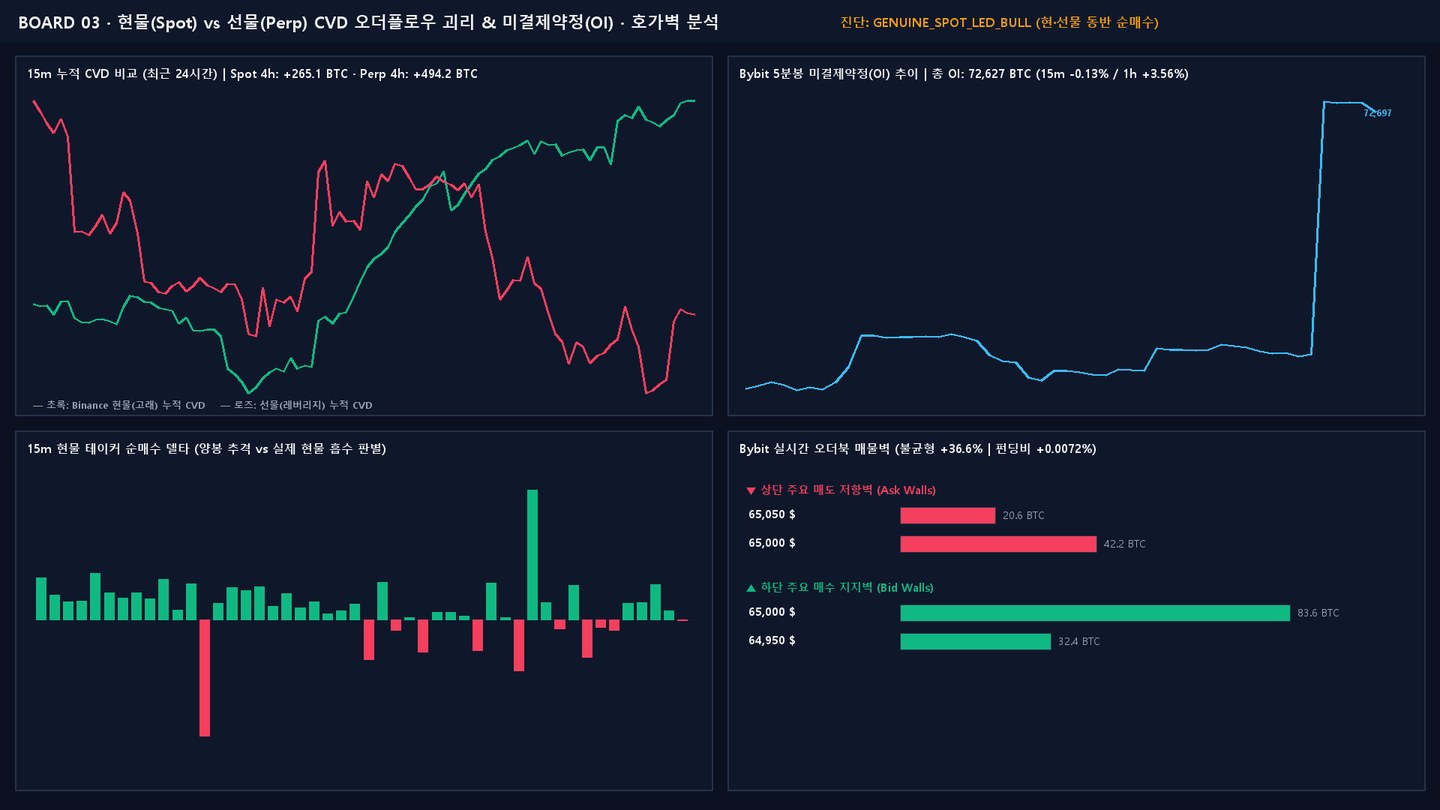 BOARD 03 · 현물(Spot) vs 선물(Perp) CVD 오더플로우 괴리 & 미결제약정(OI) · 호가벽 분석
진단: GENUINE_SPOT_LED_BULL (현·선물 동반 순매수)
15m 누적 CVD 비교 (최근 24시간) | Spot 4h: +265.1 BTC · Perp 4h: +494.2 BTC
— 초록: Binance 현물(고래) 누적 CVD
— 로즈: 선물(레버리지) 누적 CVD
Bybit 5분봉 미결제약정(OI) 추이 | 총 OI: 72,627 BTC (15m -0.13% / 1h +3.56%)
72,697
15m 현물 테이커 순매수 델타 (양봉 추격 vs 실제 현물 흡수 판별)
Bybit 실시간 오더북 매물벽 (불균형 +36.6% | 펀딩비 +0.0072%)
▼ 상단 주요 매도 저항벽 (Ask Walls)
65,050 $ 20.6 BTC
65,000 $ 42.2 BTC
▲ 하단 주요 매수 지지벽 (Bid Walls)
65,000 $ 83.6 BTC
64,950 $ 32.4 BTC